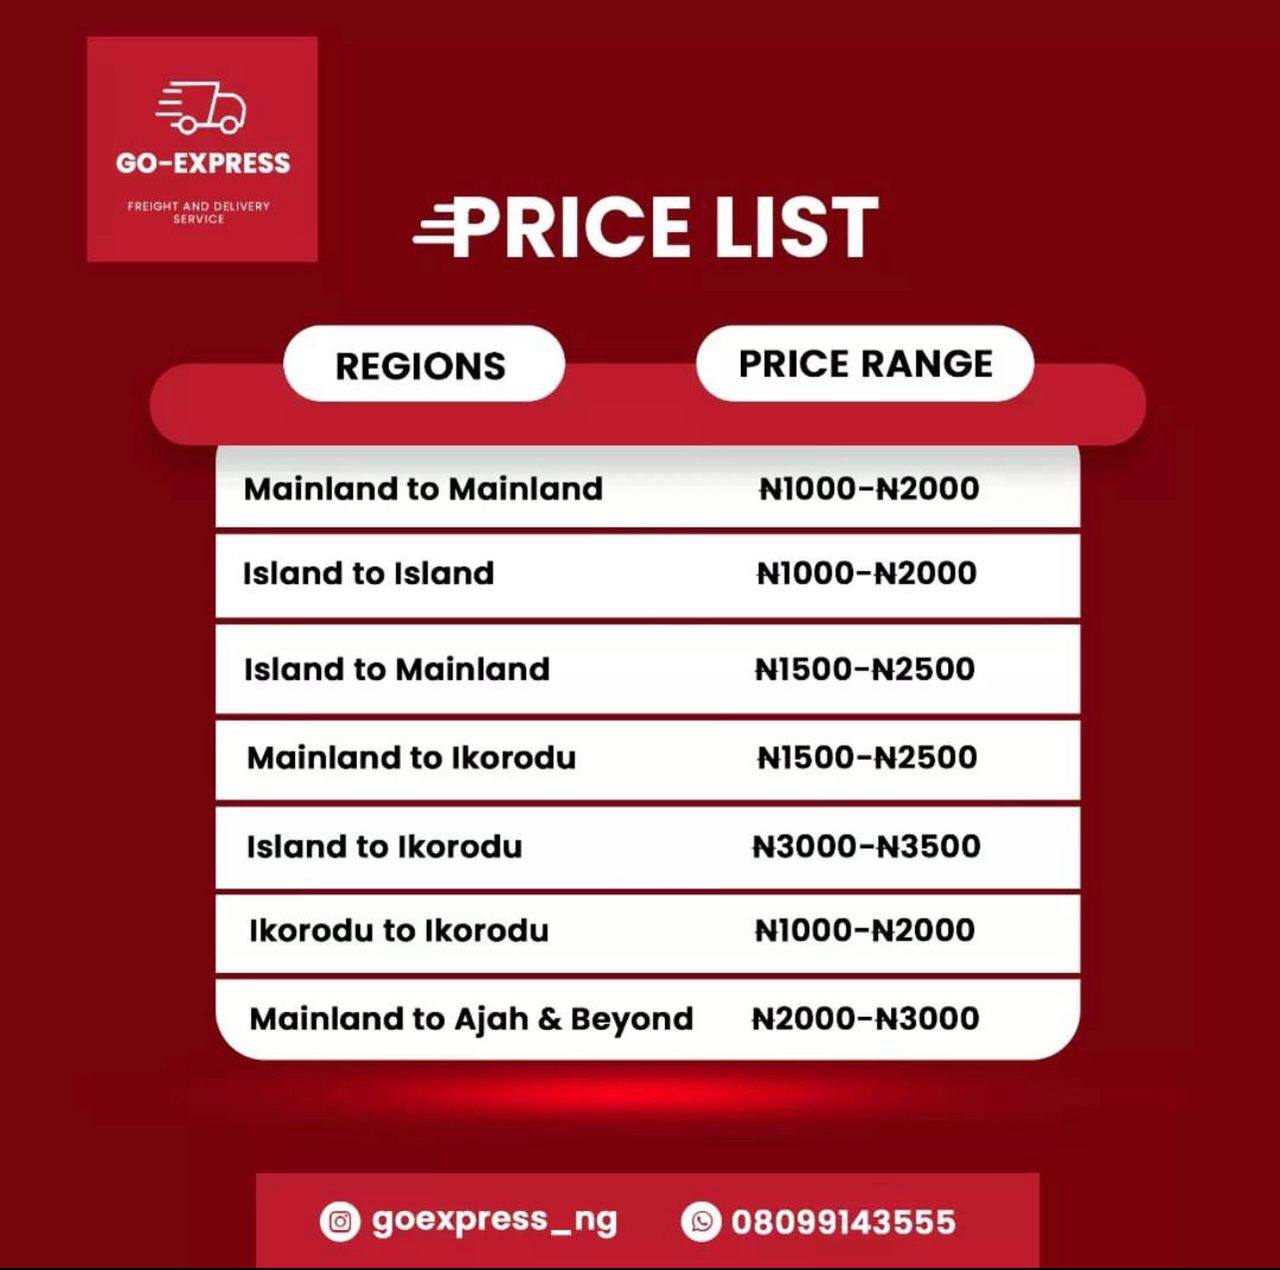 GO-EXPRESS
FREIGHT AND DELIVERY
SERVICE
PRICE LIST
REGIONS PRICE RANGE
Mainland to Mainland ₦1000-₦2000
Island to Island ₦1000-₦2000
Island to Mainland ₦1500-₦2500
Mainland to Ikorodu ₦1500-₦2500
Island to Ikorodu ₦3000-₦3500
Ikorodu to Ikorodu ₦1000-₦2000
Mainland to Ajah & Beyond ₦2000-₦3000
goexpress_ng 08099143555